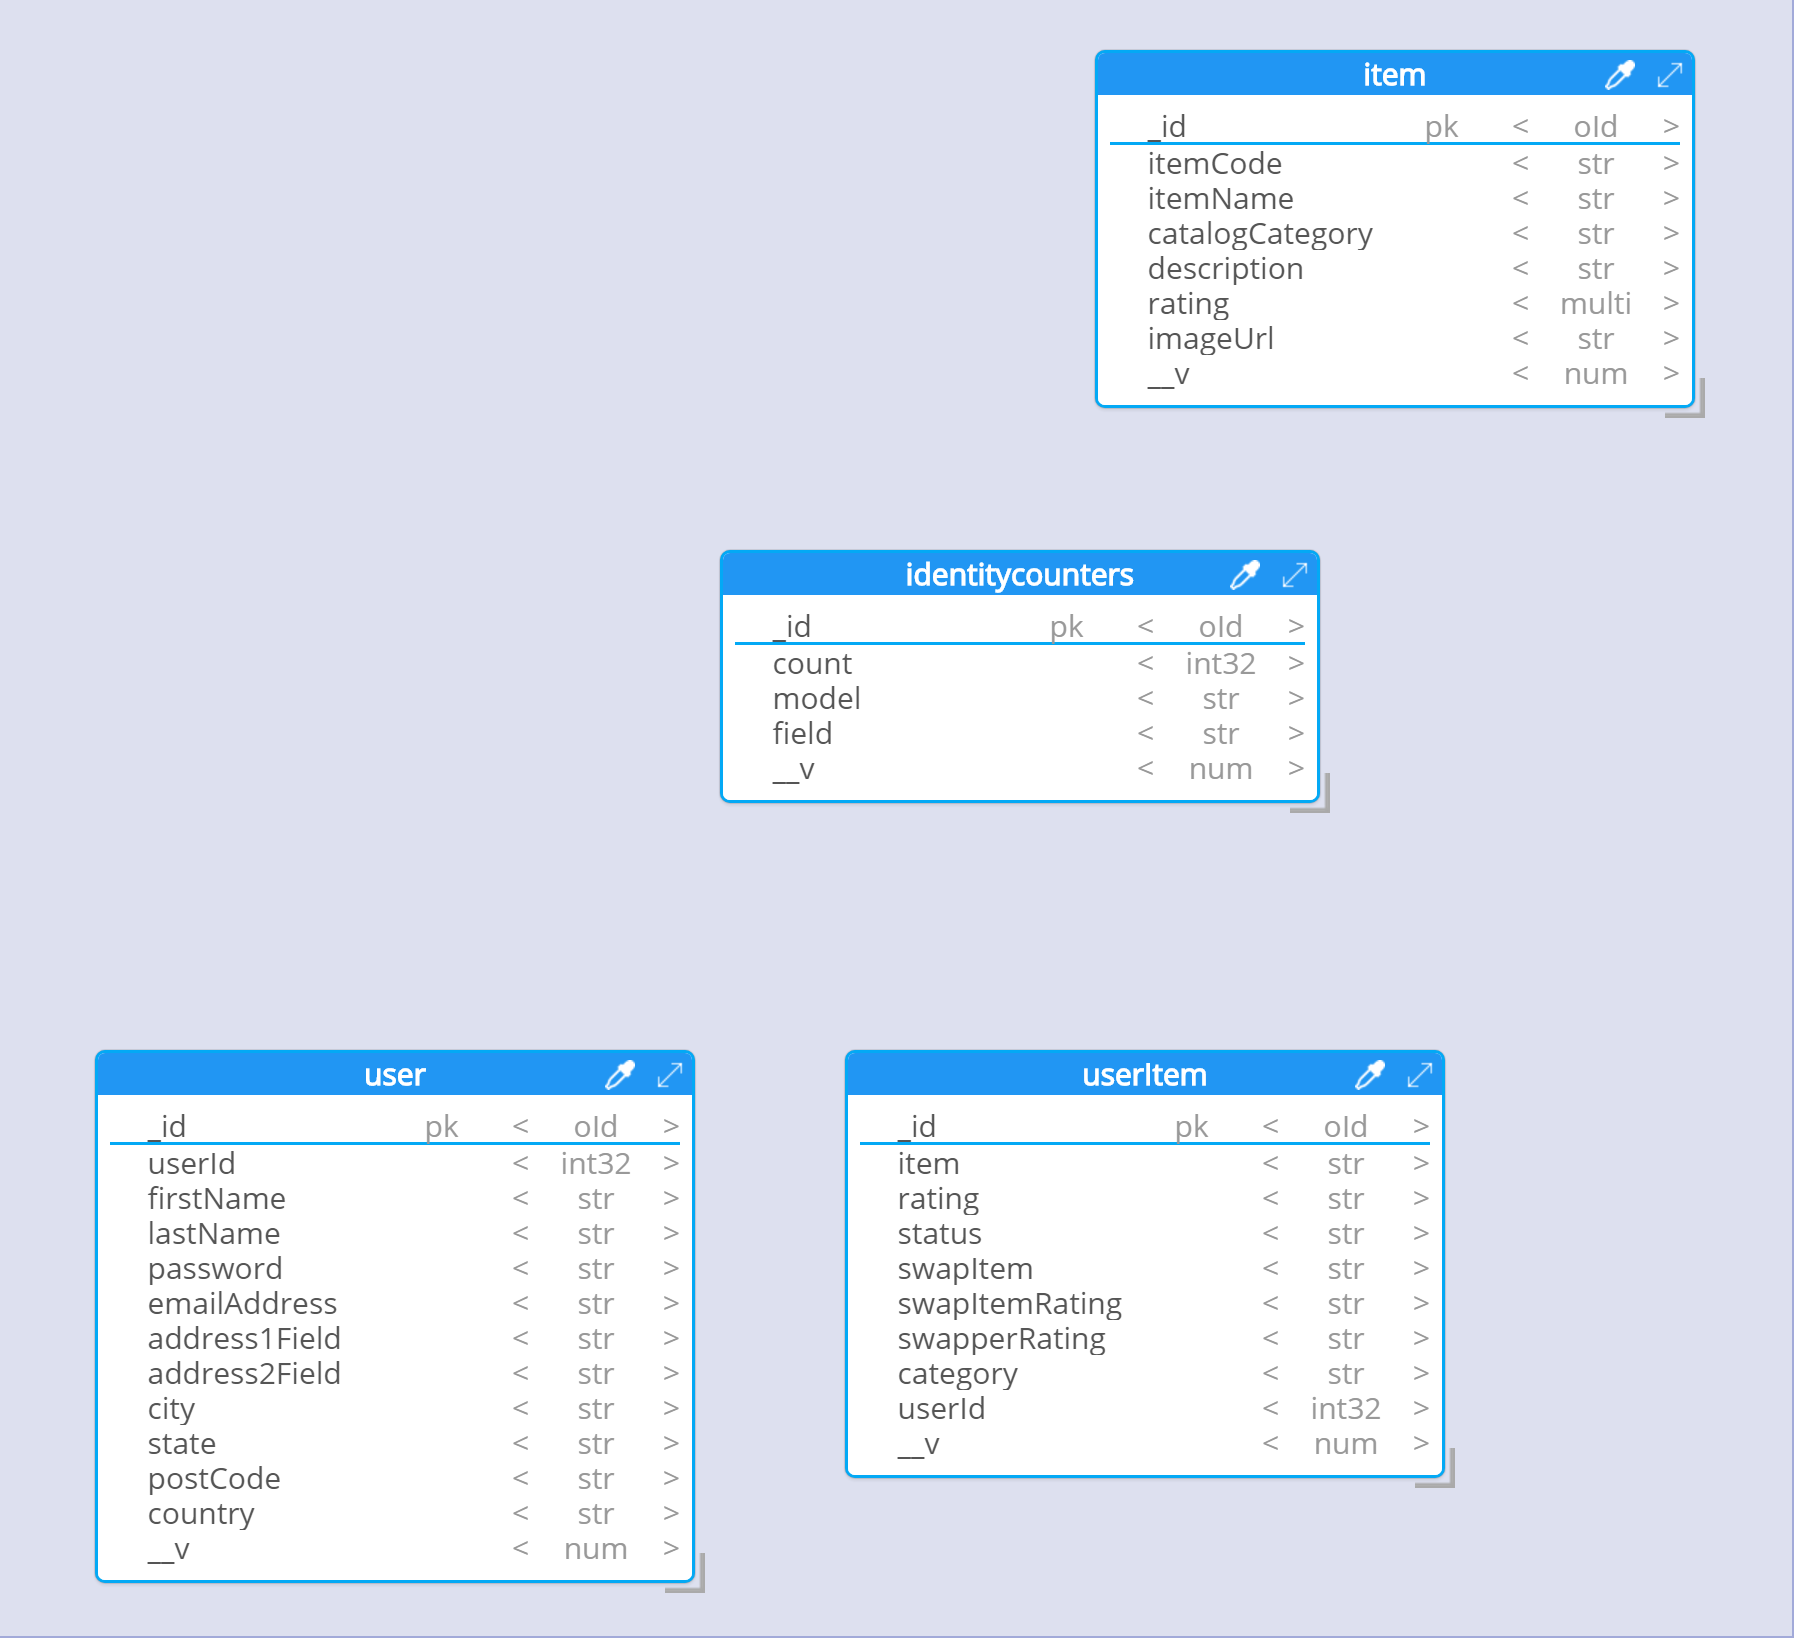 item
_id pk < oId >
itemCode < str >
itemName < str >
catalogCategory < str >
description < str >
rating < multi >
imageUrl < str >
__v < num >
identitycounters
_id pk < oId >
count < int32 >
model < str >
field < str >
__v < num >
user
_id pk < oId >
userId < int32 >
firstName < str >
lastName < str >
password < str >
emailAddress < str >
address1Field < str >
address2Field < str >
city < str >
state < str >
postCode < str >
country < str >
__v < num >
userItem
_id pk < oId >
item < str >
rating < str >
status < str >
swapItem < str >
swapItemRating < str >
swapperRating < str >
category < str >
userId < int32 >
__v < num >